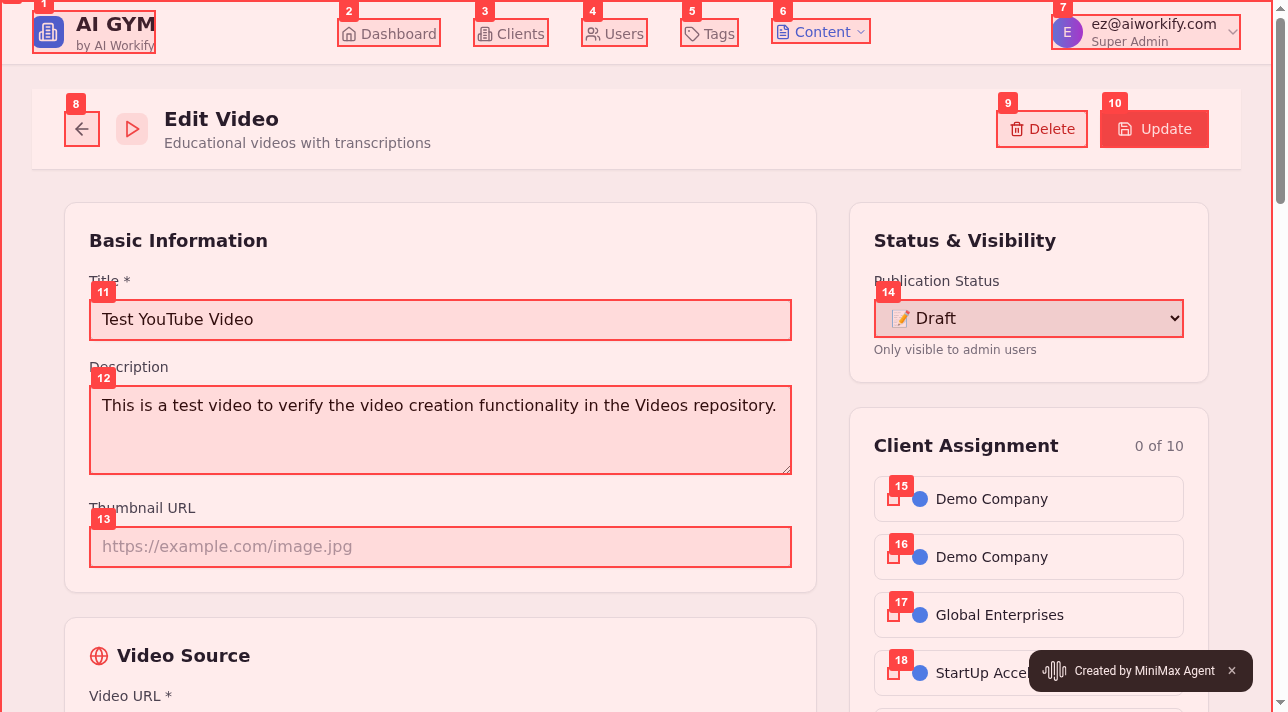 1
2
3
4
5
6
7
AI GYM
by AI Workify
Dashboard
Clients
Users
Tags
Content
E
ez@aiworkify.com
Super Admin
8
Edit Video
Educational videos with transcriptions
9
Delete
10
Update
Basic Information
Title *
11
Test YouTube Video
Description
12
This is a test video to verify the video creation functionality in the Videos repository.
Thumbnail URL
13
https://example.com/image.jpg
Video Source
Video URL *
Status & Visibility
Publication Status
14
Draft
Only visible to admin users
Client Assignment
0 of 10
15
Demo Company
16
Demo Company
17
Global Enterprises
18
StartUp
Created by MiniMax Agent